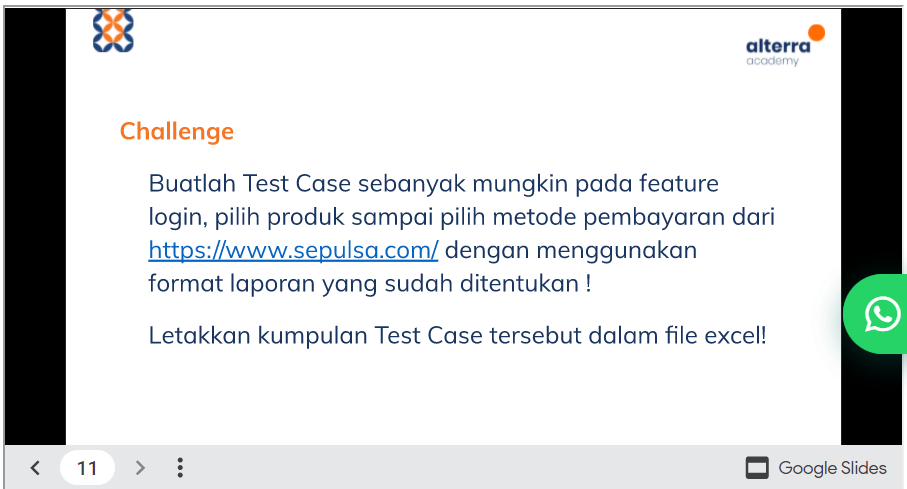 alterra
academy
Challenge
Buatlah Test Case sebanyak mungkin pada feature
login, pilih produk sampai pilih metode pembayaran dari
https://www.sepulsa.com/ dengan menggunakan
format laporan yang sudah ditentukan !
Letakkan kumpulan Test Case tersebut dalam file excel!
11
Google Slides